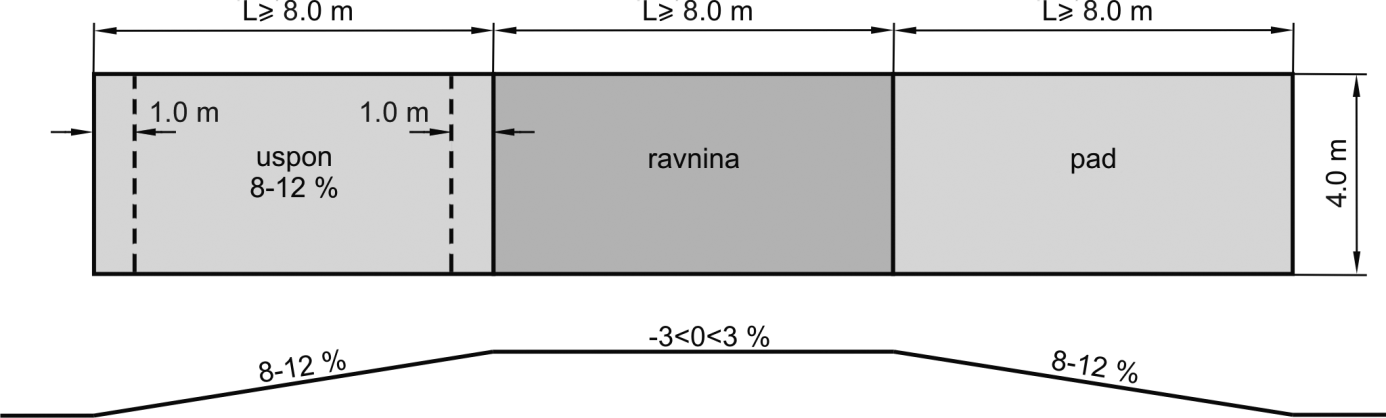 L⩾ 8.0 m
L⩾ 8.0 m
L⩾ 8.0 m
1.0 m
1.0 m
uspon
8-12 %
ravnina
pad
4.0 m
8-12 %
-3<0<3 %
8-12 %